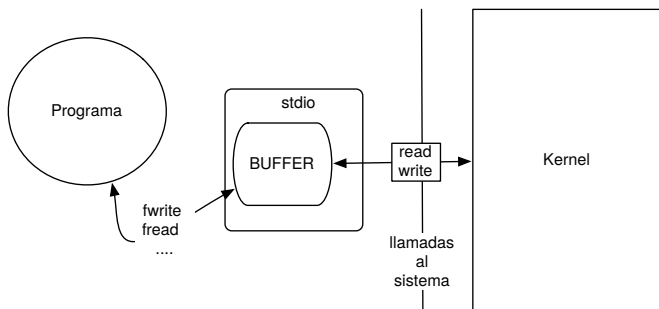 Programa
stdio
BUFFER
read
write
Kernel
fwrite
fread
....
llamadas
al
sistema